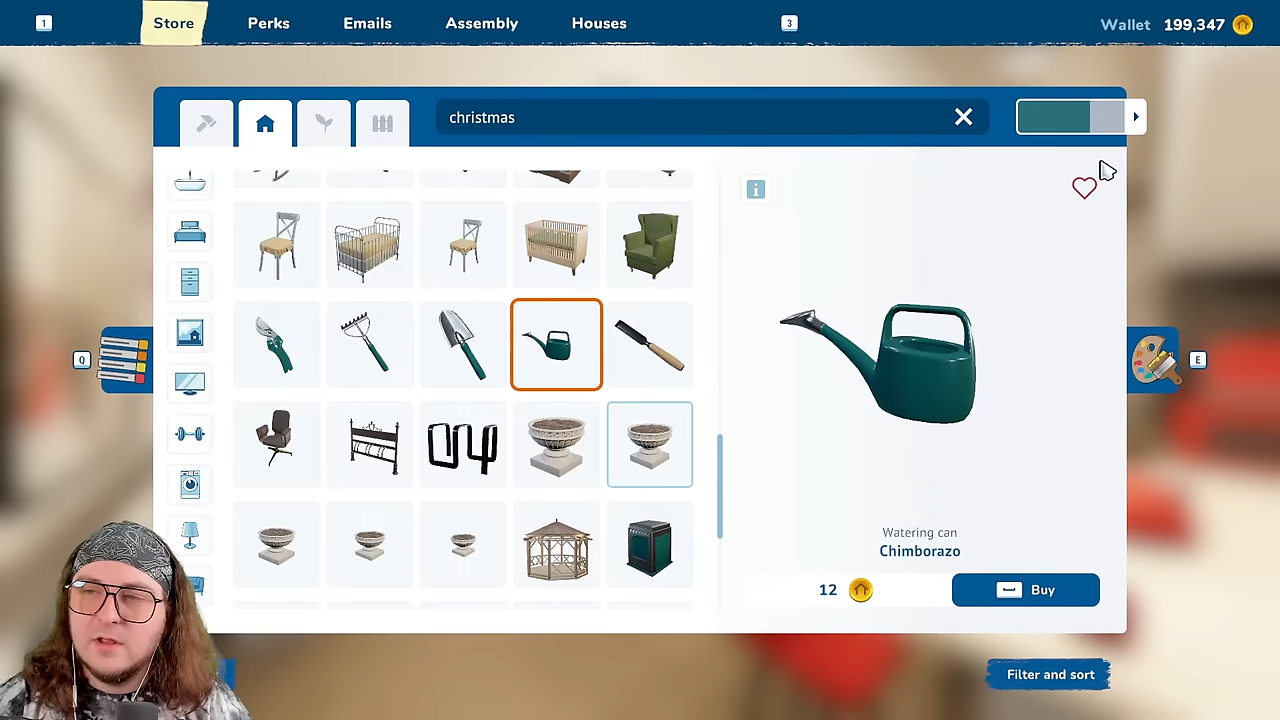 1
Store
Perks
Emails
Assembly
Houses
3
Wallet 199,347
christmas
i
Q
E
Watering can
Chimborazo
12
Buy
Filter and sort